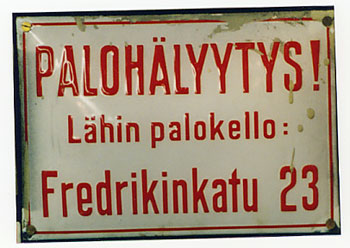 PALOHÄLYYTYS!
Lähin palokello:
Fredrikinkatu 23